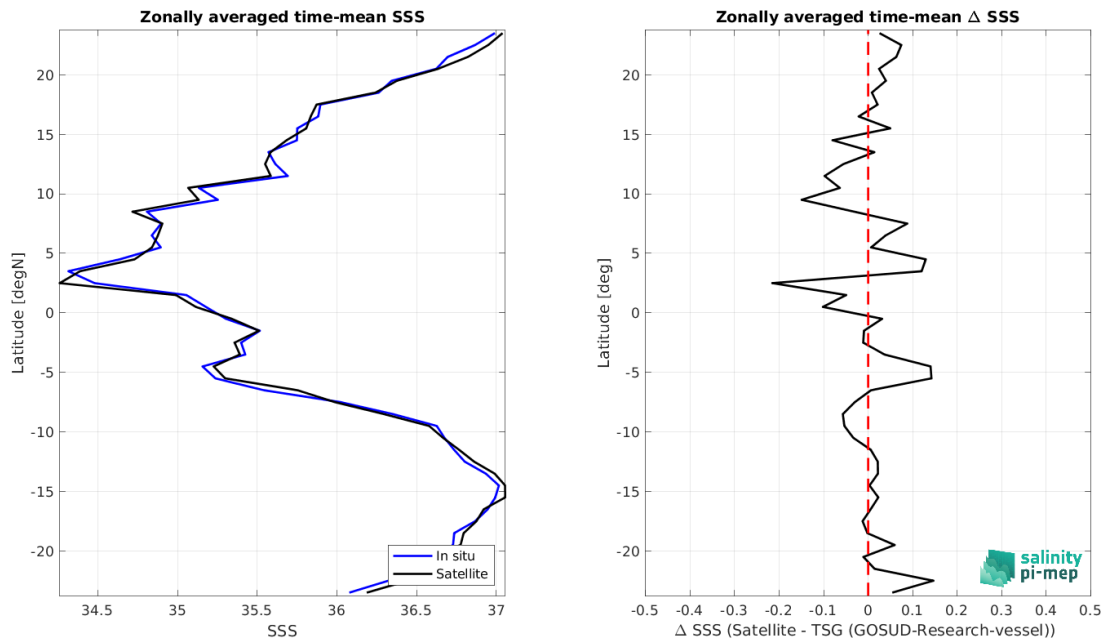 Zonally averaged time-mean SSS
Latitude [degN]
20
15
10
5
0
-5
-10
-15
-20
34.5 35 35.5 36 36.5 37
SSS
In situ
Satellite
Zonally averaged time-mean Δ SSS
Latitude [deg]
20
15
10
5
0
-5
-10
-15
-20
-0.5 -0.4 -0.3 -0.2 -0.1 0 0.1 0.2 0.3 0.4 0.5
Δ SSS (Satellite - TSG (GOSUD-Research-vessel))
salinity
pi-mep